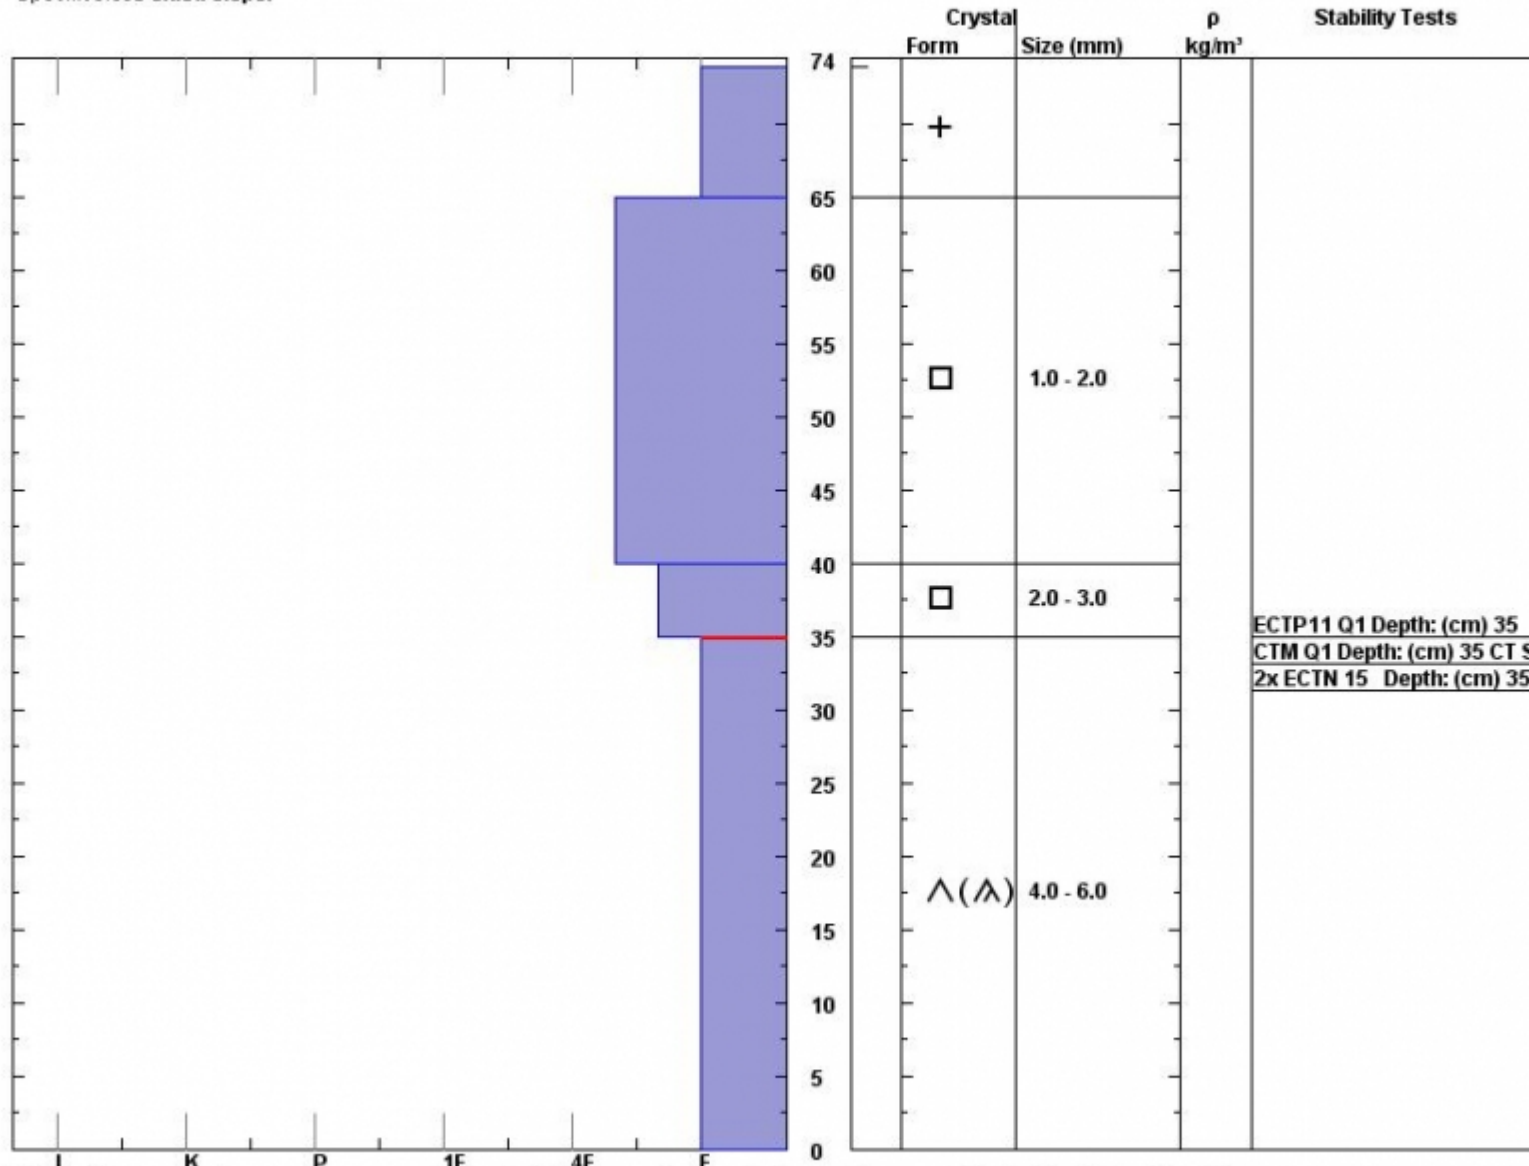 Crystal ρ Stability Tests
Form Size (mm) kg/m³
74
+
65
60
55
□ 1.0 - 2.0
50
45
40
□ 2.0 - 3.0
ECTP11 Q1 Depth: (cm) 35
35
CTM Q1 Depth: (cm) 35 CT S
2x ECTN 15 Depth: (cm) 35
30
25
20
4.0 - 6.0
15
10
5
0
I K P 1F 4F F